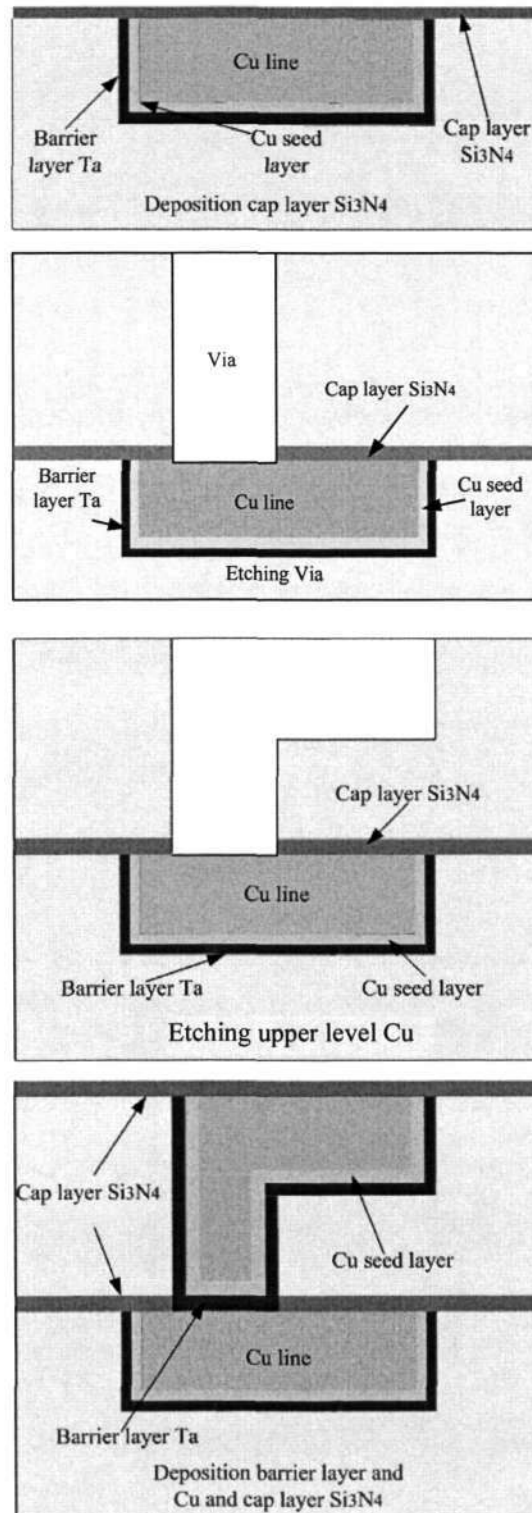 Cu line
Barrier
layer Ta
Cu seed
layer
Cap layer
Si3N4
Deposition cap layer Si3N4
Via
Cap layer Si3N4
Barrier
layer Ta
Cu line
Cu seed
layer
Etching Via
Cap layer Si3N4
Cu line
Barrier layer Ta
Cu seed layer
Etching upper level Cu
Cap layer Si3N4
Cu seed layer
Cu line
Barrier layer Ta
Deposition barrier layer and
Cu and cap layer Si3N4